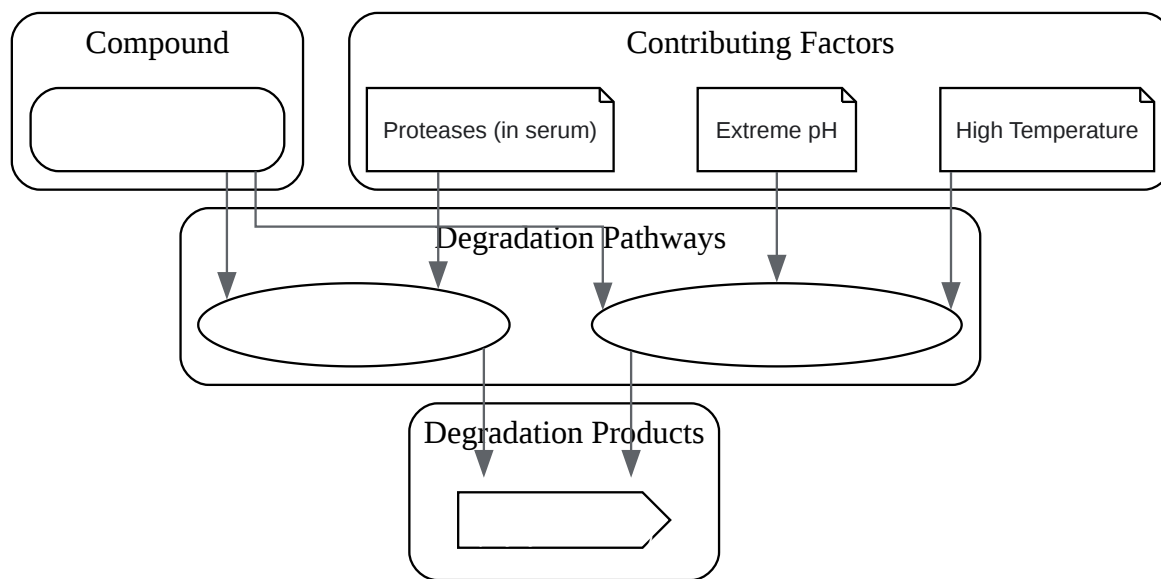 Compound
Contributing Factors
Proteases (in serum)
Extreme pH
High Temperature
Degradation Pathways
Degradation Products